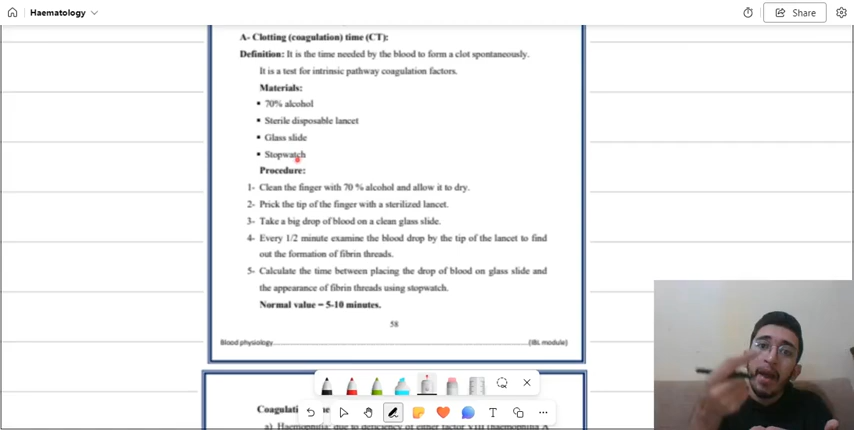 Haematology
Share
A- Clotting (coagulation) time (CT):
Definition: It is the time needed by the blood to form a clot spontaneously.
It is a test for intrinsic pathway coagulation factors.
Materials:
▪ 70% alcohol
▪ Sterile disposable lancet
▪ Glass slide
▪ Stopwatch
Procedure:
1- Clean the finger with 70 % alcohol and allow it to dry.
2- Prick the tip of the finger with a sterilized lancet.
3- Take a big drop of blood on a clean glass slide.
4- Every 1/2 minute examine the blood drop by the tip of the lancet to find
out the formation of fibrin threads.
5- Calculate the time between placing the drop of blood on glass slide and
the appearance of fibrin threads using stopwatch.
Normal value = 5-10 minutes.
58
Blood physiology (IBL module)